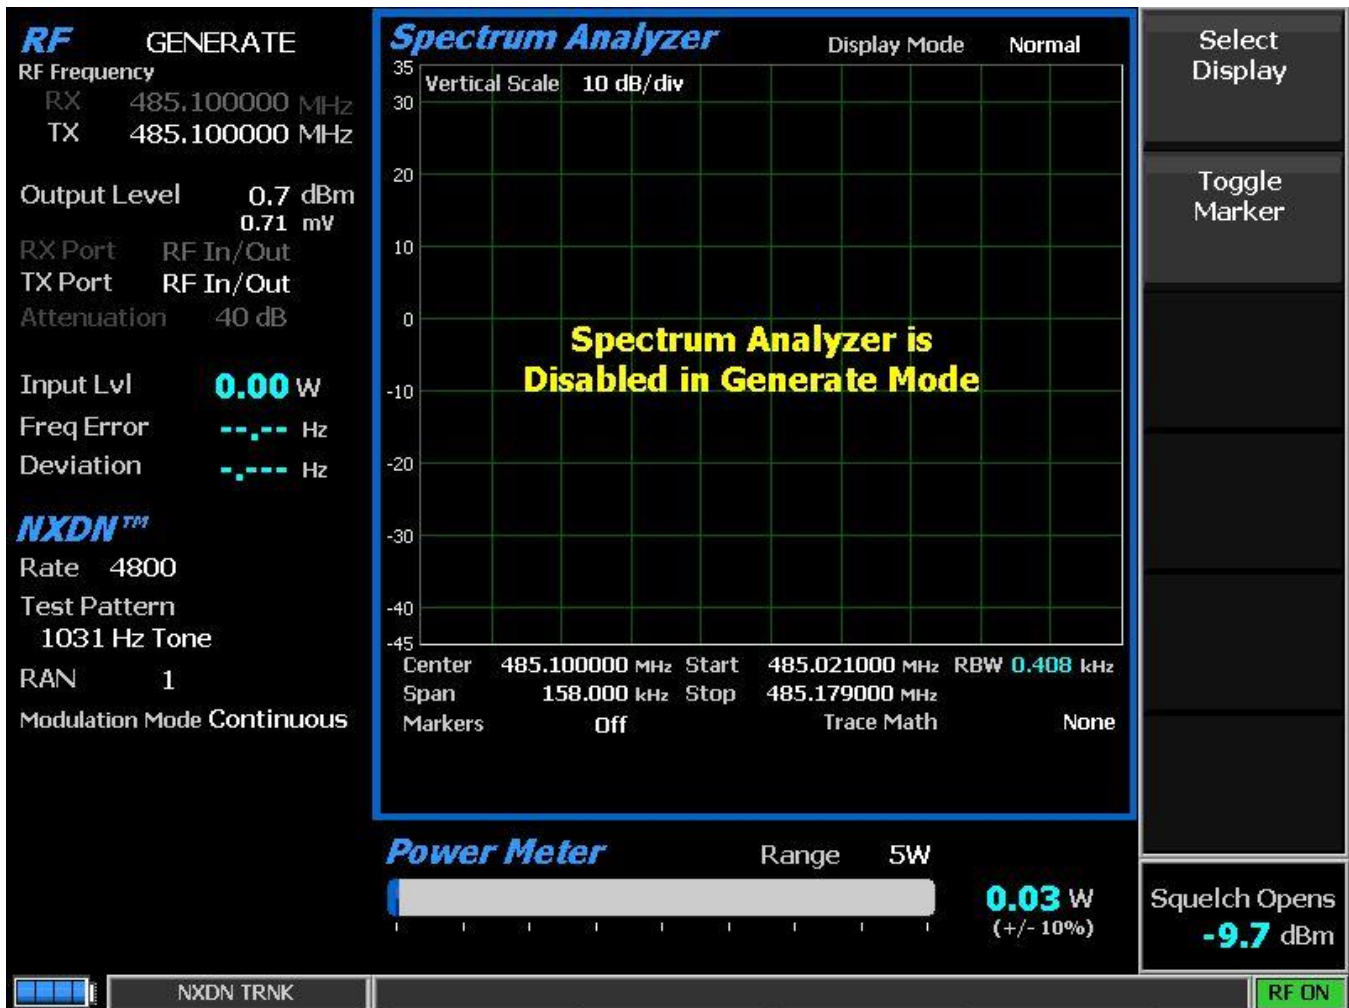 RF GENERATE
RF Frequency
RX 485.100000 MHz
TX 485.100000 MHz
Output Level 0.7 dBm
0.71 mV
RX Port RF In/Out
TX Port RF In/Out
Attenuation 40 dB
Input Lvl 0.00 W
Freq Error --.-- Hz
Deviation -.--- Hz
NXDN™
Rate 4800
Test Pattern
1031 Hz Tone
RAN 1
Modulation Mode Continuous
Spectrum Analyzer Display Mode Normal
Vertical Scale 10 dB/div
35
30
20
10
0
-10
-20
-30
-40
-45
Spectrum Analyzer is
Disabled in Generate Mode
Center 485.100000 MHz Start 485.021000 MHz RBW 0.408 kHz
Span 158.000 kHz Stop 485.179000 MHz
Markers Off Trace Math None
Power Meter Range 5W
0.03 W
(+/- 10%)
Select
Display
Toggle
Marker
Squelch Opens
-9.7 dBm
NXDN TRNK
RF ON